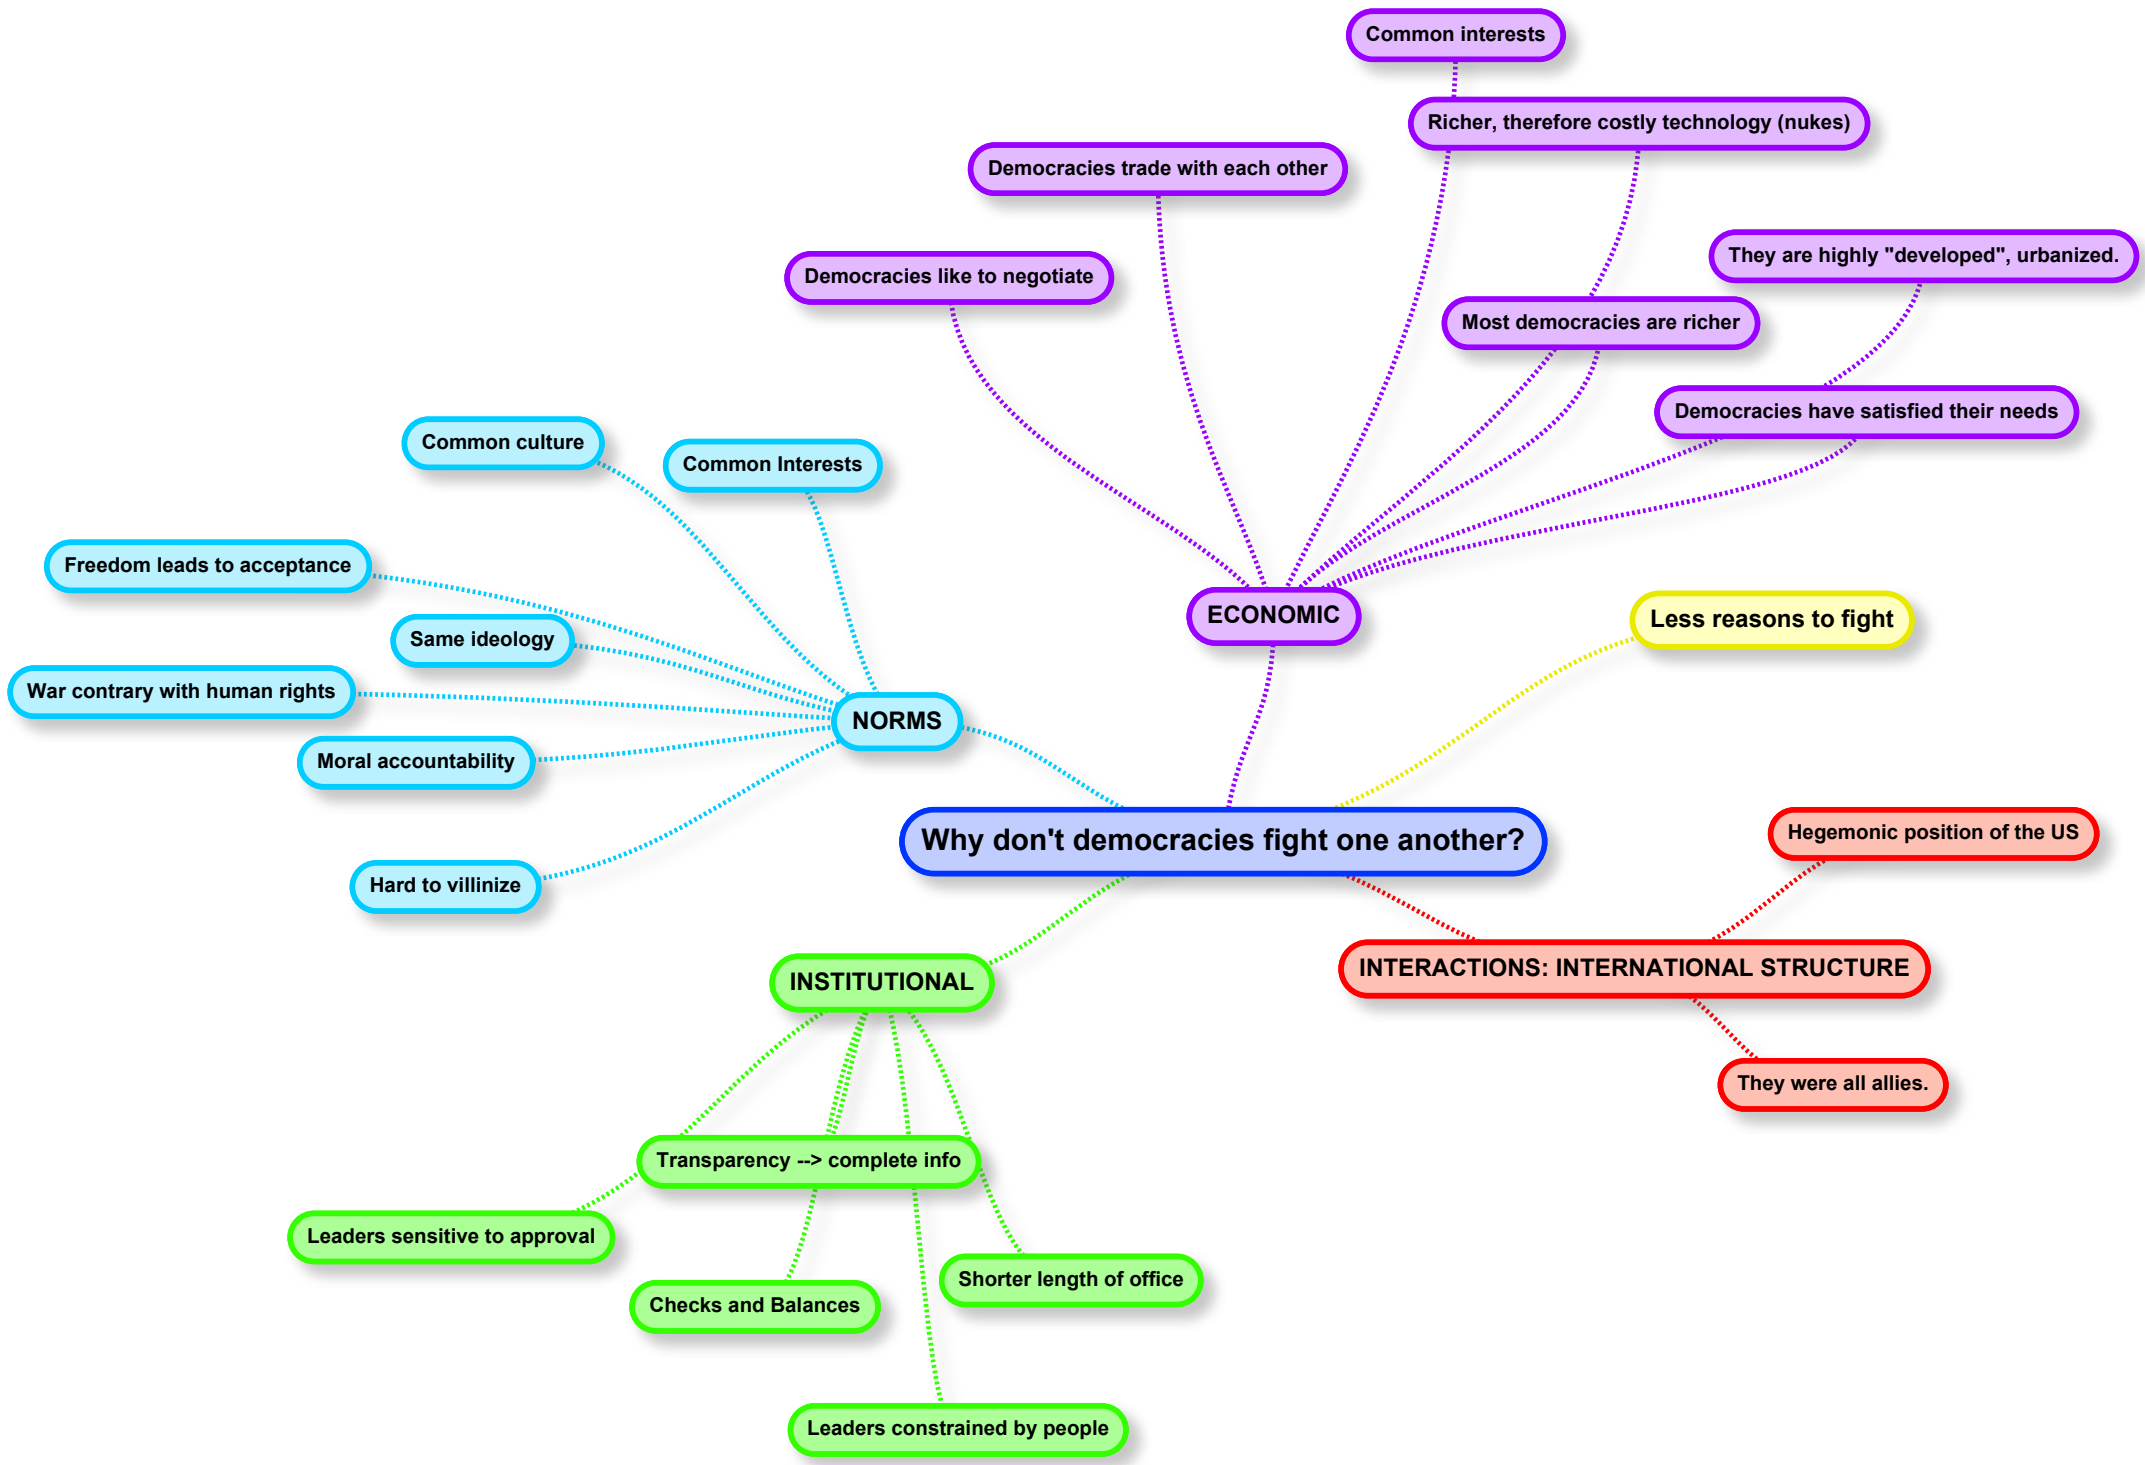 Common interests
Richer, therefore costly technology (nukes)
Democracies trade with each other
They are highly "developed", urbanized.
Democracies like to negotiate
Most democracies are richer
Democracies have satisfied their needs
Common culture
Common Interests
Freedom leads to acceptance
ECONOMIC
Less reasons to fight
Same ideology
War contrary with human rights
NORMS
Moral accountability
Why don't democracies fight one another?
Hegemonic position of the US
Hard to villinize
INTERACTIONS: INTERNATIONAL STRUCTURE
INSTITUTIONAL
They were all allies.
Transparency --> complete info
Leaders sensitive to approval
Shorter length of office
Checks and Balances
Leaders constrained by people